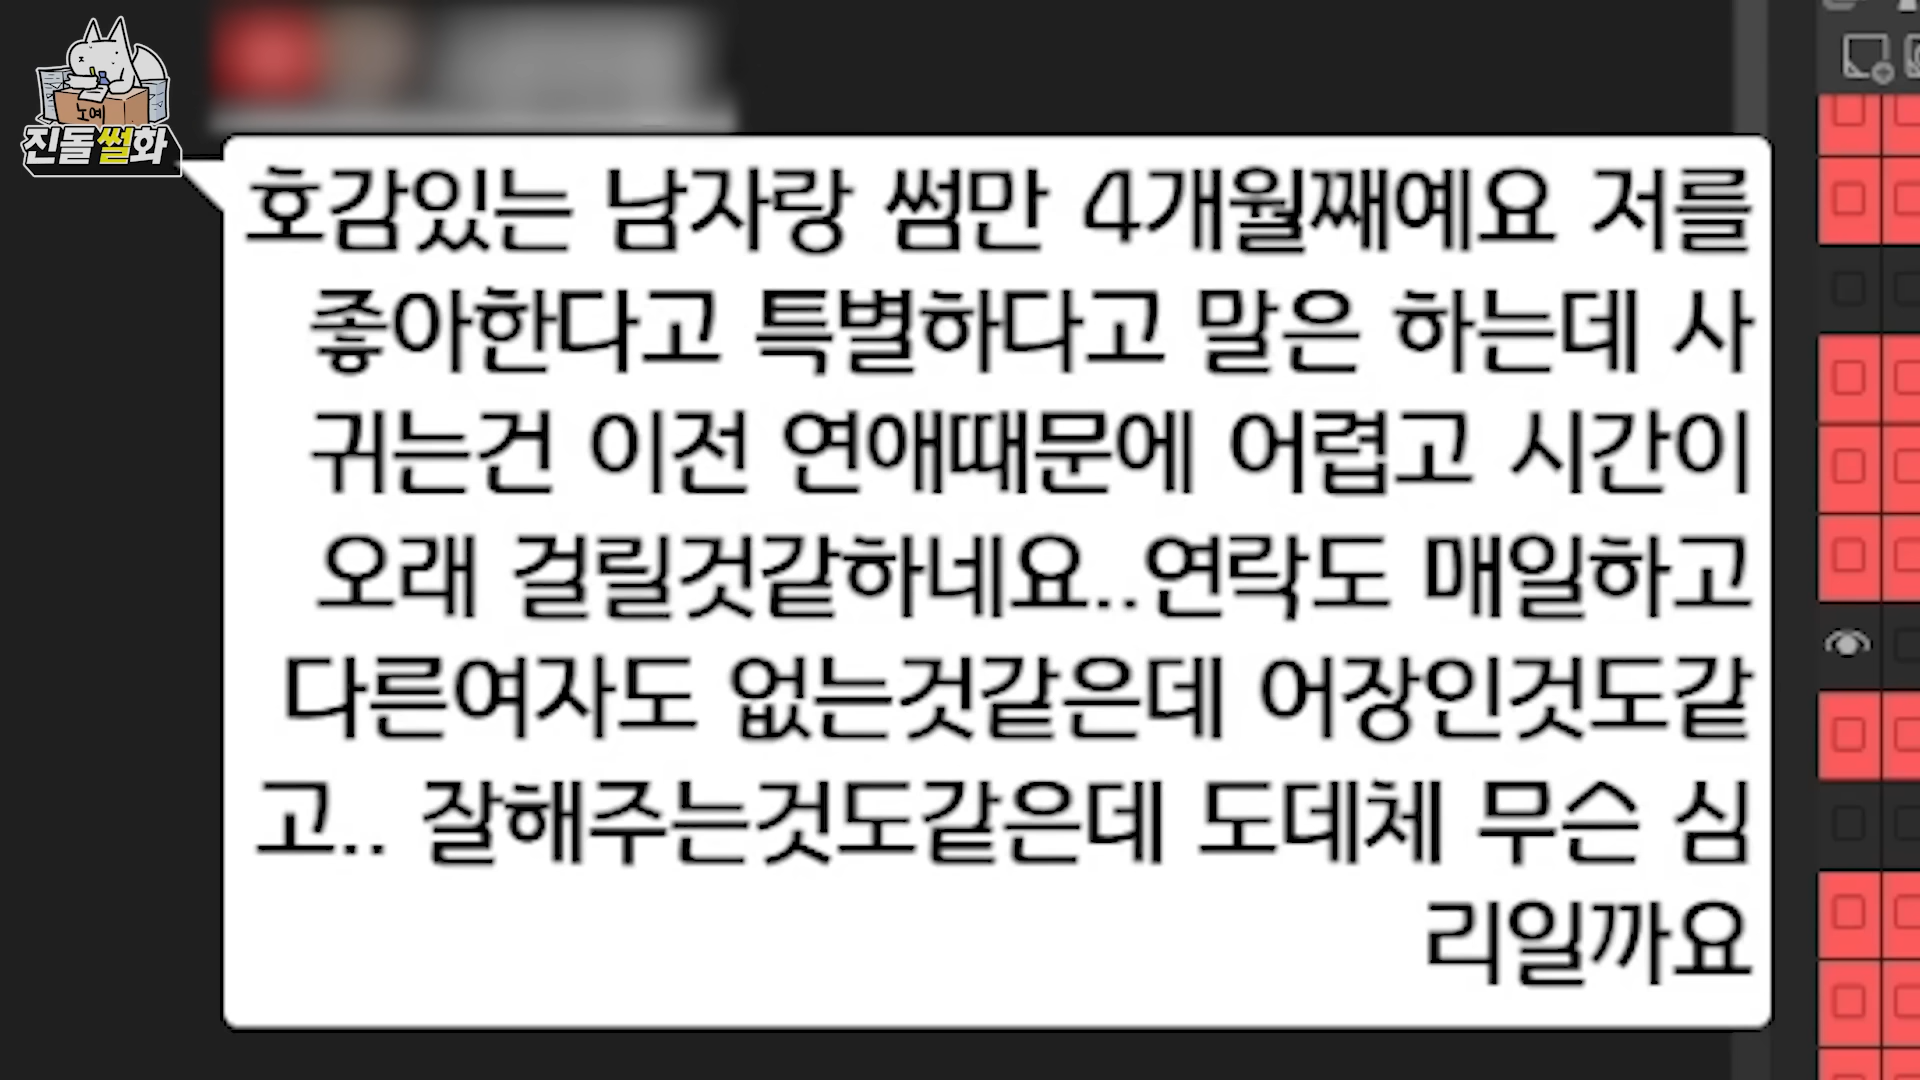 노예
진돌썰화
호감있는 남자랑 썸만 4개월째예요 저를
좋아한다고 특별하다고 말은 하는데 사
귀는건 이전 연애때문에 어렵고 시간이
오래 걸릴것같하네요..연락도 매일하고
다른여자도 없는것같은데 어장인것도같
고.. 잘해주는것도같은데 도데체 무슨 심
리일까요